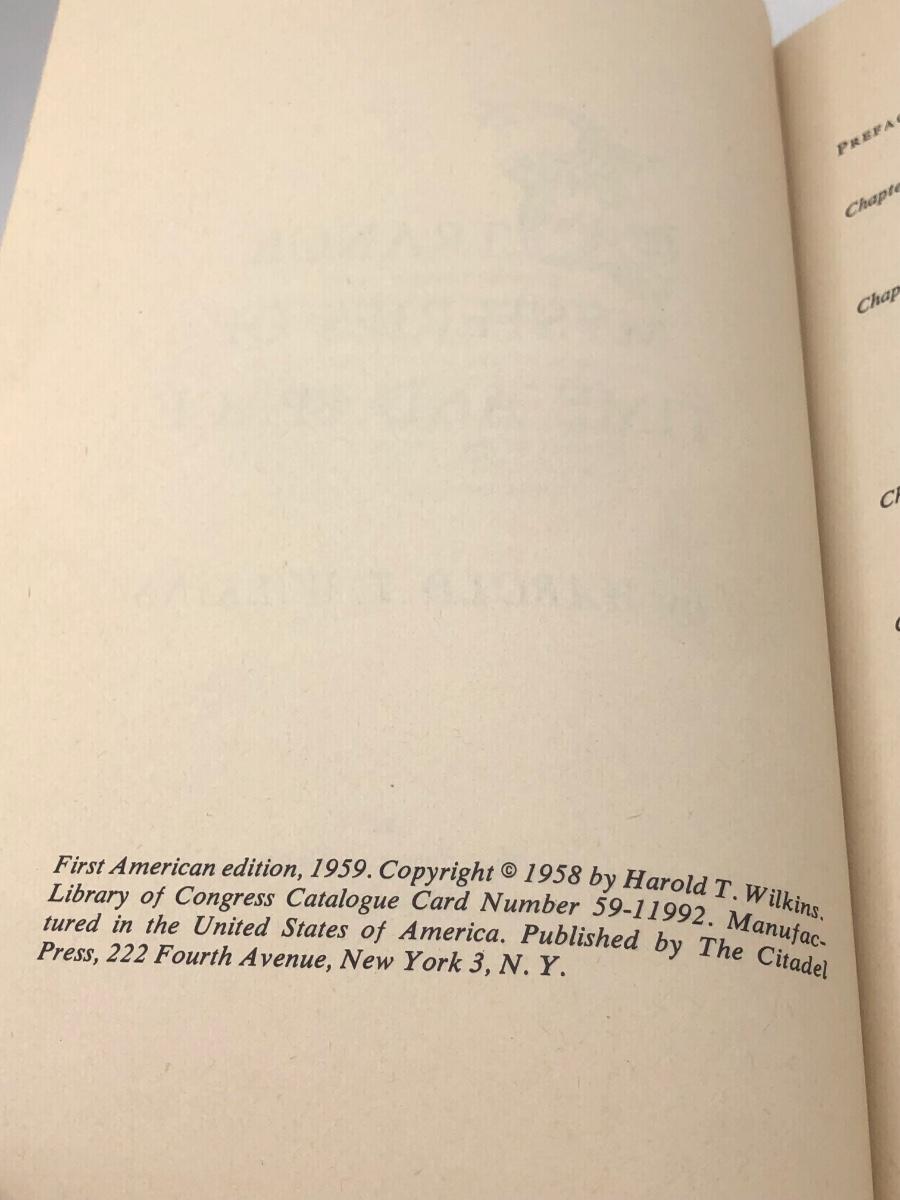 First American edition, 1959. Copyright © 1958 by Harold T. Wilkins.
Library of Congress Catalogue Card Number 59-11992. Manufac-
tured in the United States of America. Published by The Citadel
Press, 222 Fourth Avenue, New York 3, N. Y.